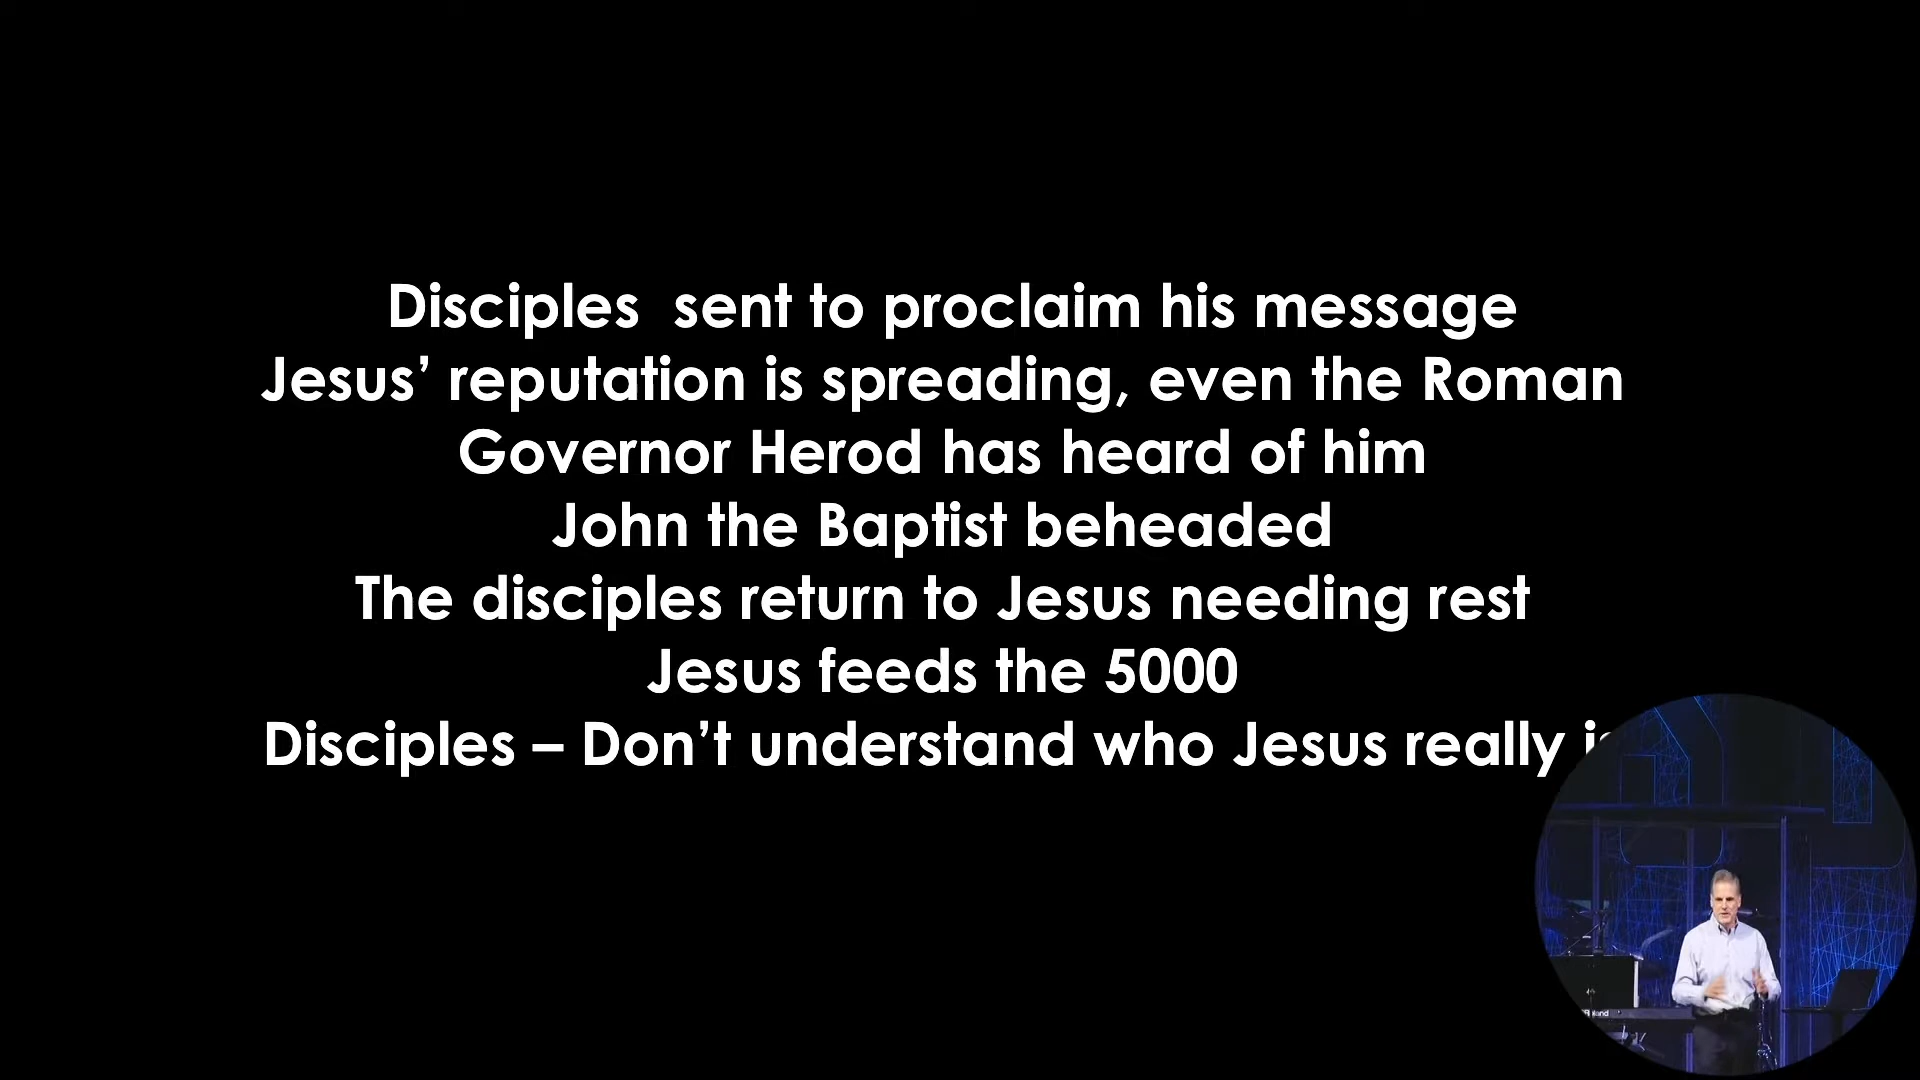 Disciples  sent to proclaim his message
Jesus’ reputation is spreading, even the Roman
Governor Herod has heard of him
John the Baptist beheaded
The disciples return to Jesus needing rest
Jesus feeds the 5000
Disciples – Don’t understand who Jesus really